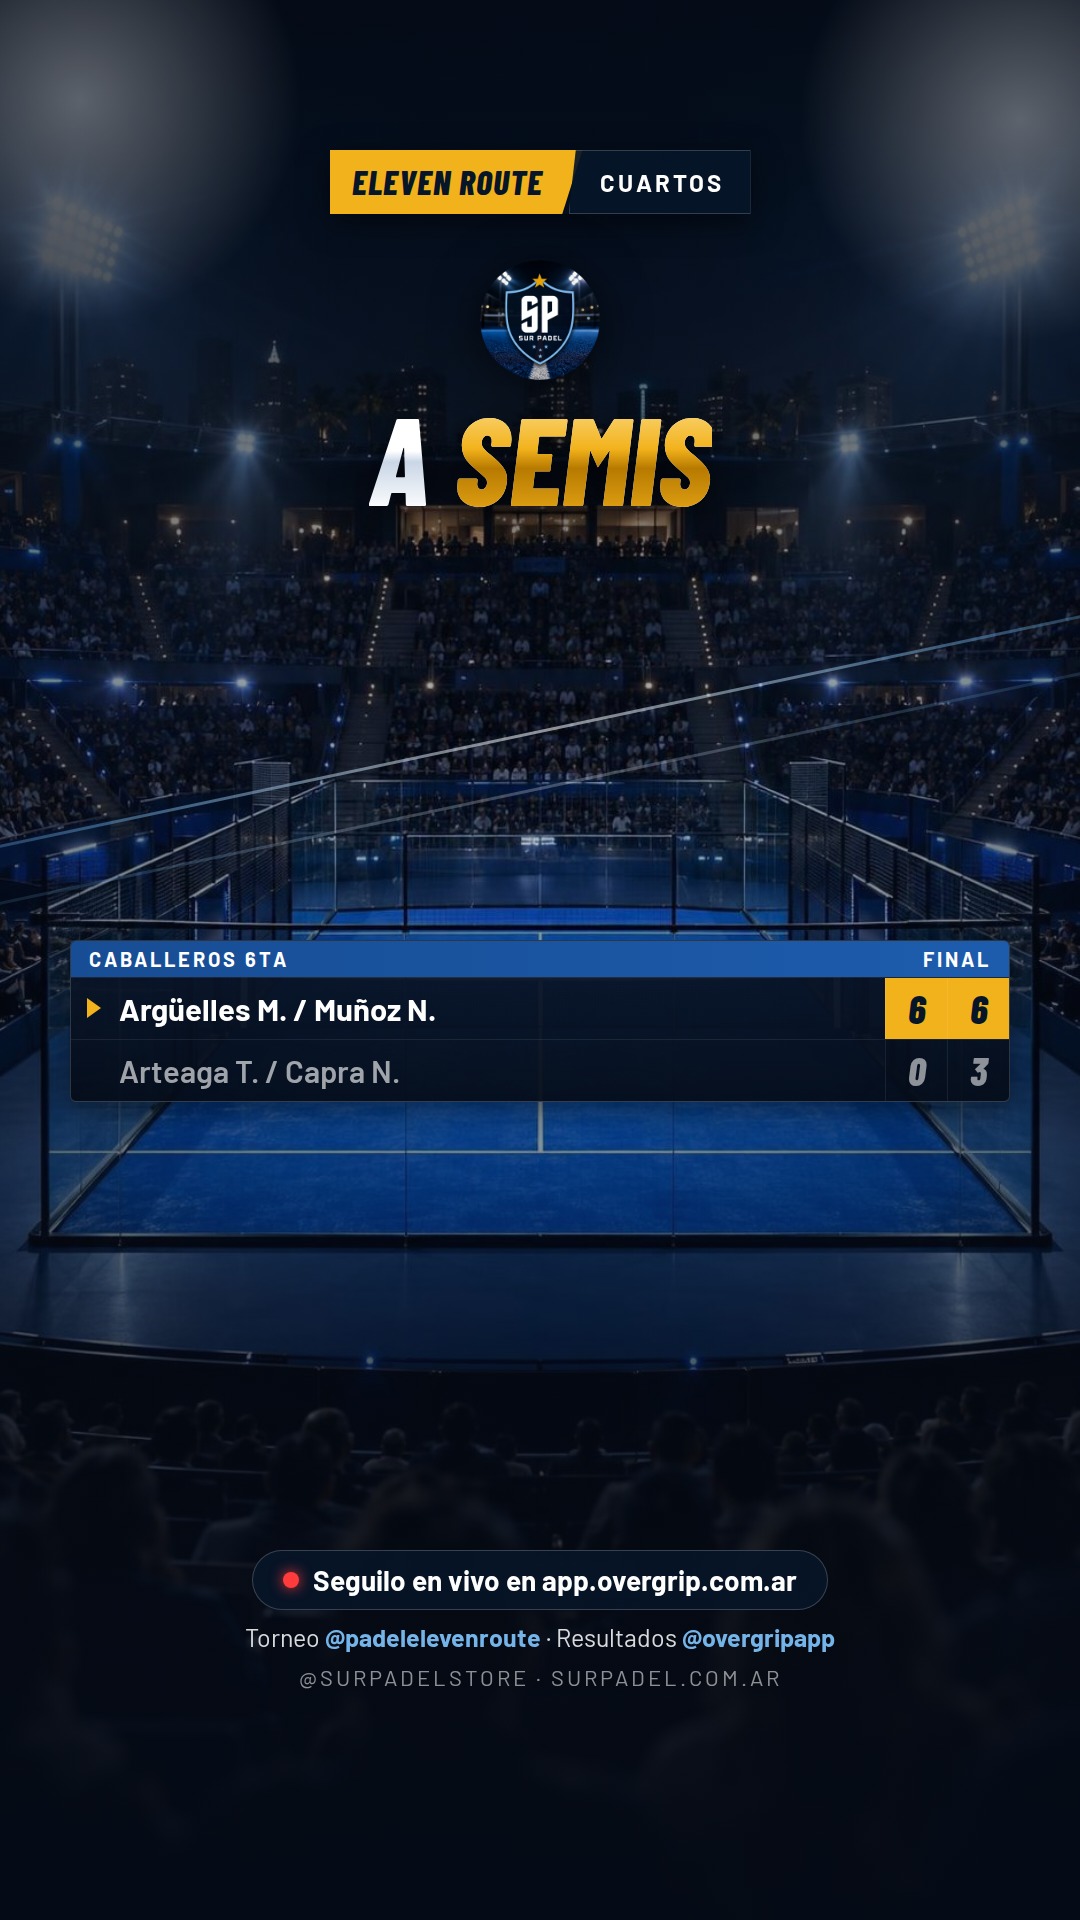 ELEVEN ROUTE CUARTOS
SP
SUR PADEL
A SEMIS
CABALLEROS 6TA FINAL
Argüelles M. / Muñoz N. 6 6
Arteaga T. / Capra N. 0 3
Seguilo en vivo en app.overgrip.com.ar
Torneo @padelelevenroute · Resultados @overgripapp
@SURPADELSTORE · SURPADEL.COM.AR